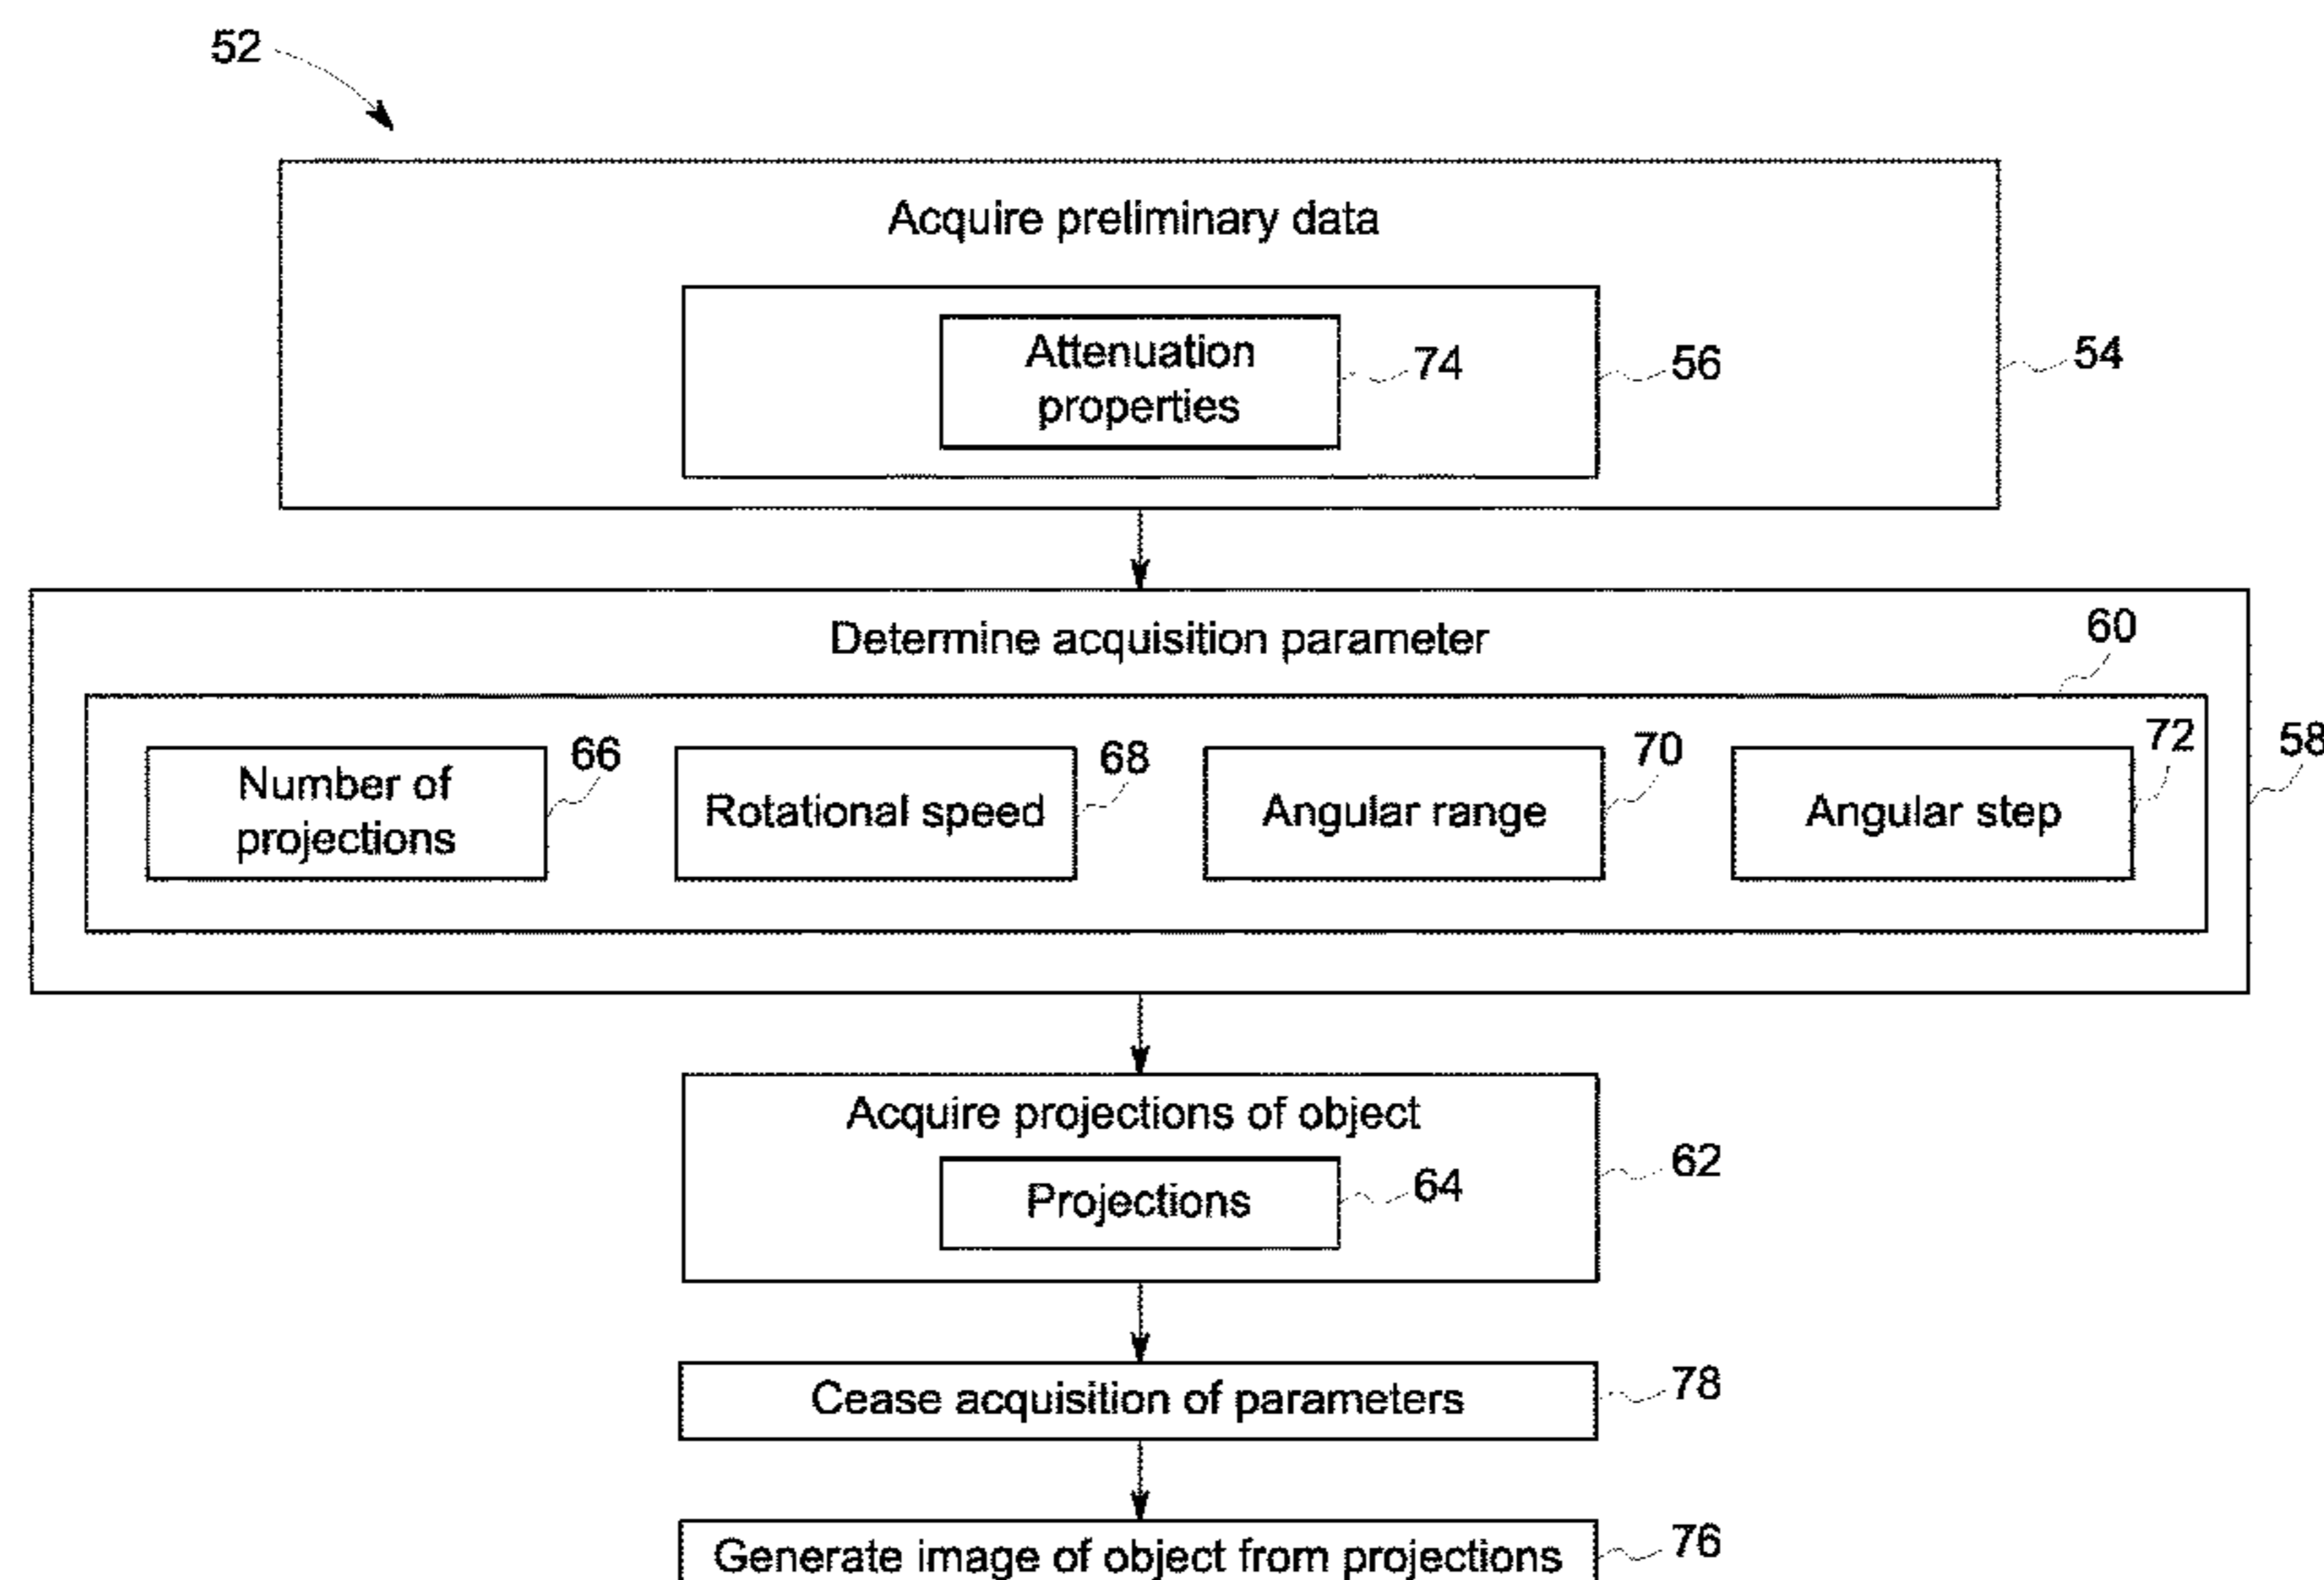 52
Acquire preliminary data
Attenuation
properties
74
56
54
Determine acquisition parameter
60
Number of
projections
66
Rotational speed
68
Angular range
70
Angular step
72
58
Acquire projections of object
Projections
64
62
Cease acquisition of parameters
78
Generate image of object from projections
76